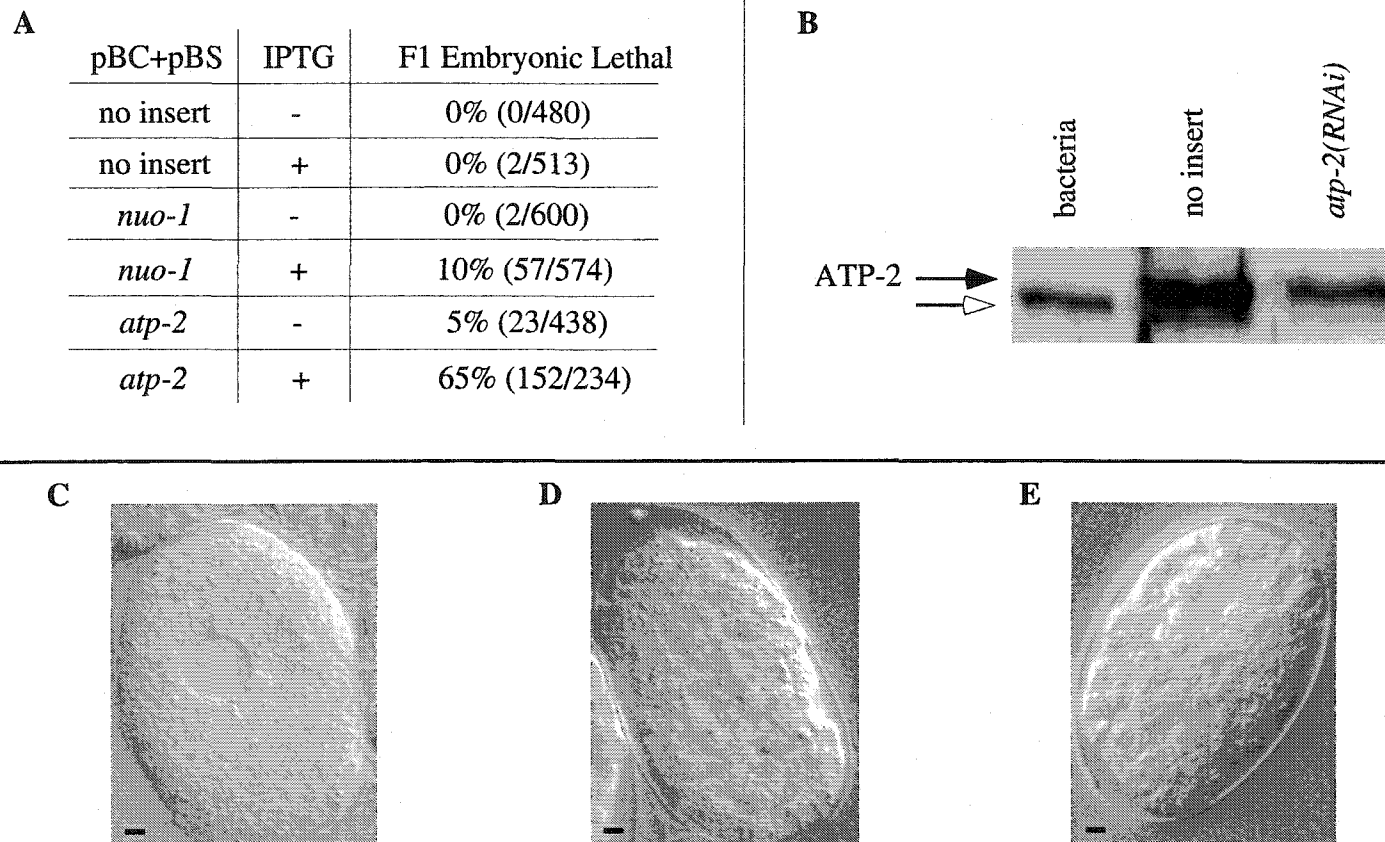 A
pBC+pBS IPTG F1 Embryonic Lethal
no insert - 0% (0/480)
no insert + 0% (2/513)
nuo-1 - 0% (2/600)
nuo-1 + 10% (57/574)
atp-2 - 5% (23/438)
atp-2 + 65% (152/234)
B
bacteria
no insert
atp-2(RNAi)
ATP-2
C
D
E